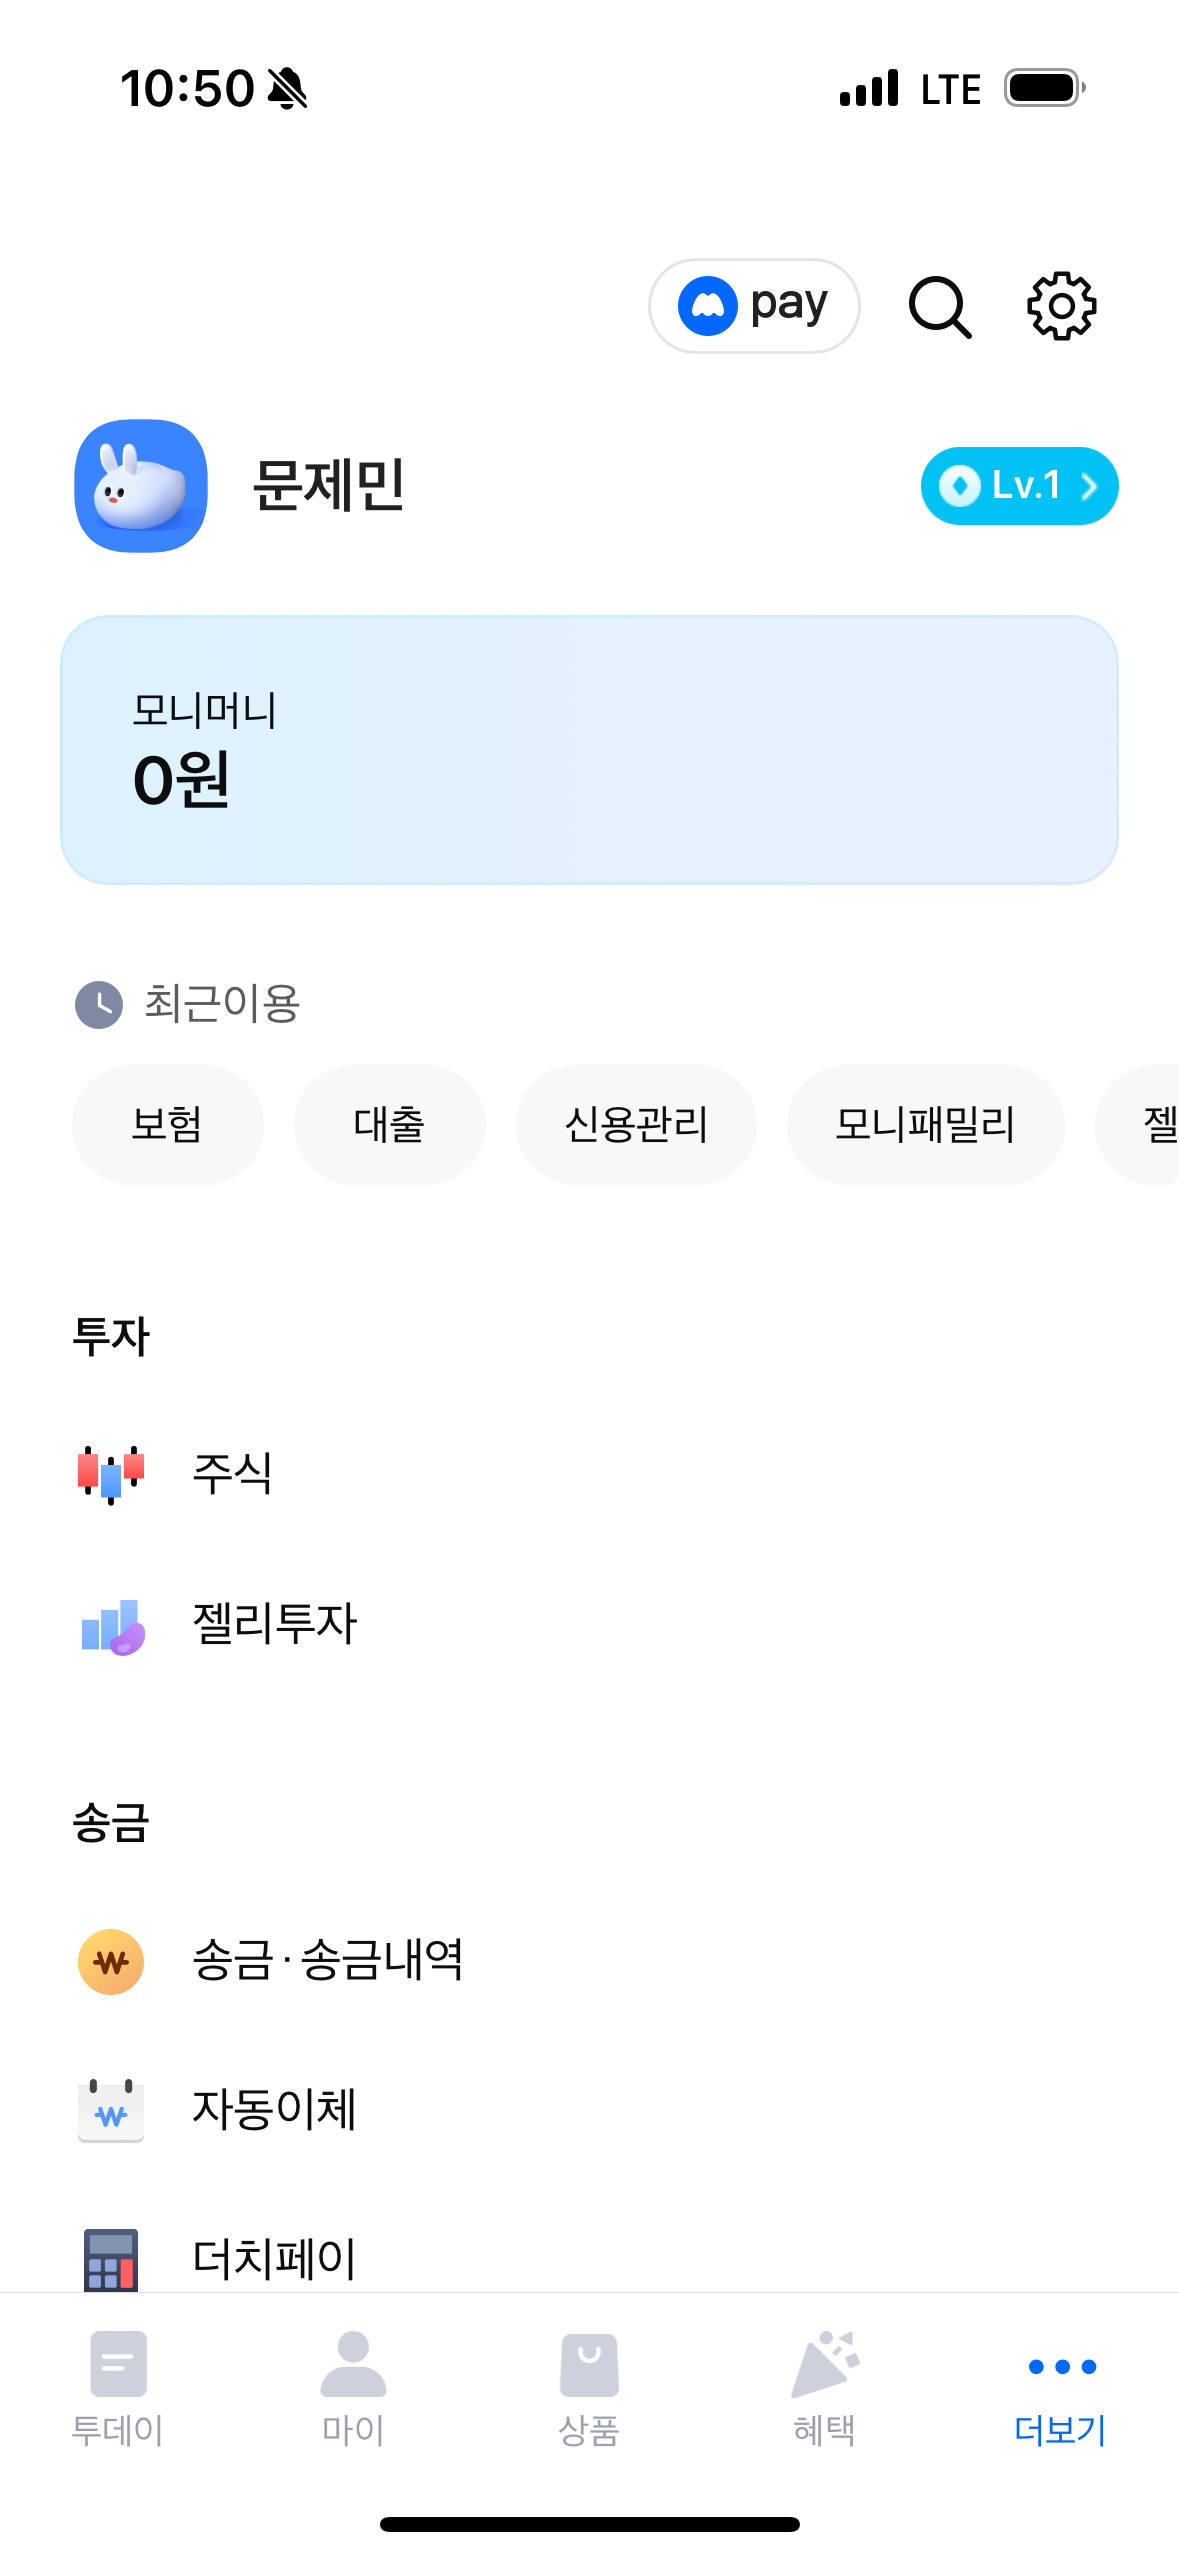 10:50
LTE
pay
문제민
Lv.1
모니머니
0원
최근이용
보험 대출 신용관리 모니패밀리 젤
투자
주식
젤리투자
송금
송금 · 송금내역
자동이체
더치페이
투데이 마이 상품 혜택 더보기